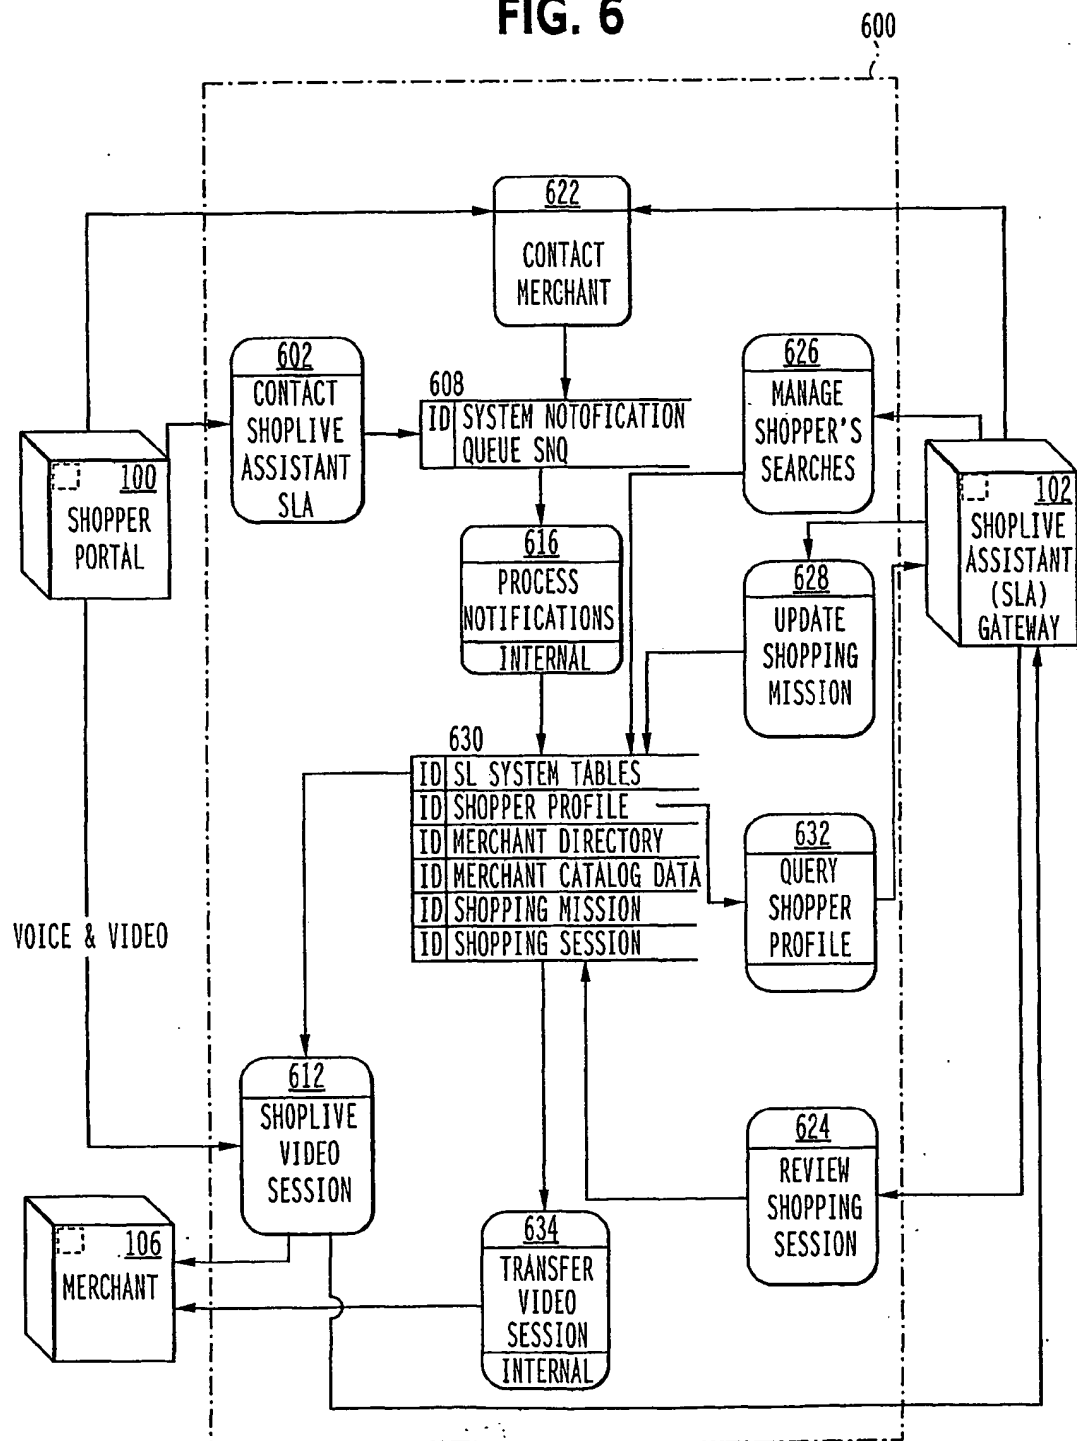 FIG. 6
600
622
CONTACT
MERCHANT
602
CONTACT
SHOPLIVE
ASSISTANT
SLA
608
ID SYSTEM NOTOFICATION
QUEUE SNQ
626
MANAGE
SHOPPER'S
SEARCHES
100
SHOPPER
PORTAL
102
SHOPLIVE
ASSISTANT
(SLA)
GATEWAY
616
PROCESS
NOTIFICATIONS
INTERNAL
628
UPDATE
SHOPPING
MISSION
630
ID SL SYSTEM TABLES
ID SHOPPER PROFILE
ID MERCHANT DIRECTORY
ID MERCHANT CATALOG DATA
ID SHOPPING MISSION
ID SHOPPING SESSION
632
QUERY
SHOPPER
PROFILE
VOICE & VIDEO
612
SHOPLIVE
VIDEO
SESSION
624
REVIEW
SHOPPING
SESSION
106
MERCHANT
634
TRANSFER
VIDEO
SESSION
INTERNAL